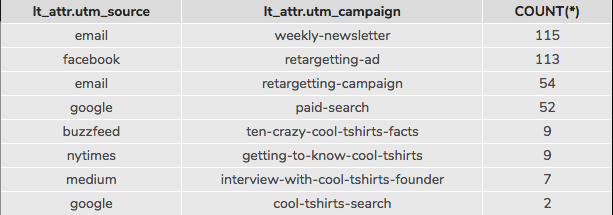 lt_attr.utm_source lt_attr.utm_campaign COUNT(*)
email weekly-newsletter 115
facebook retargetting-ad 113
email retargetting-campaign 54
google paid-search 52
buzzfeed ten-crazy-cool-tshirts-facts 9
nytimes getting-to-know-cool-tshirts 9
medium interview-with-cool-tshirts-founder 7
google cool-tshirts-search 2